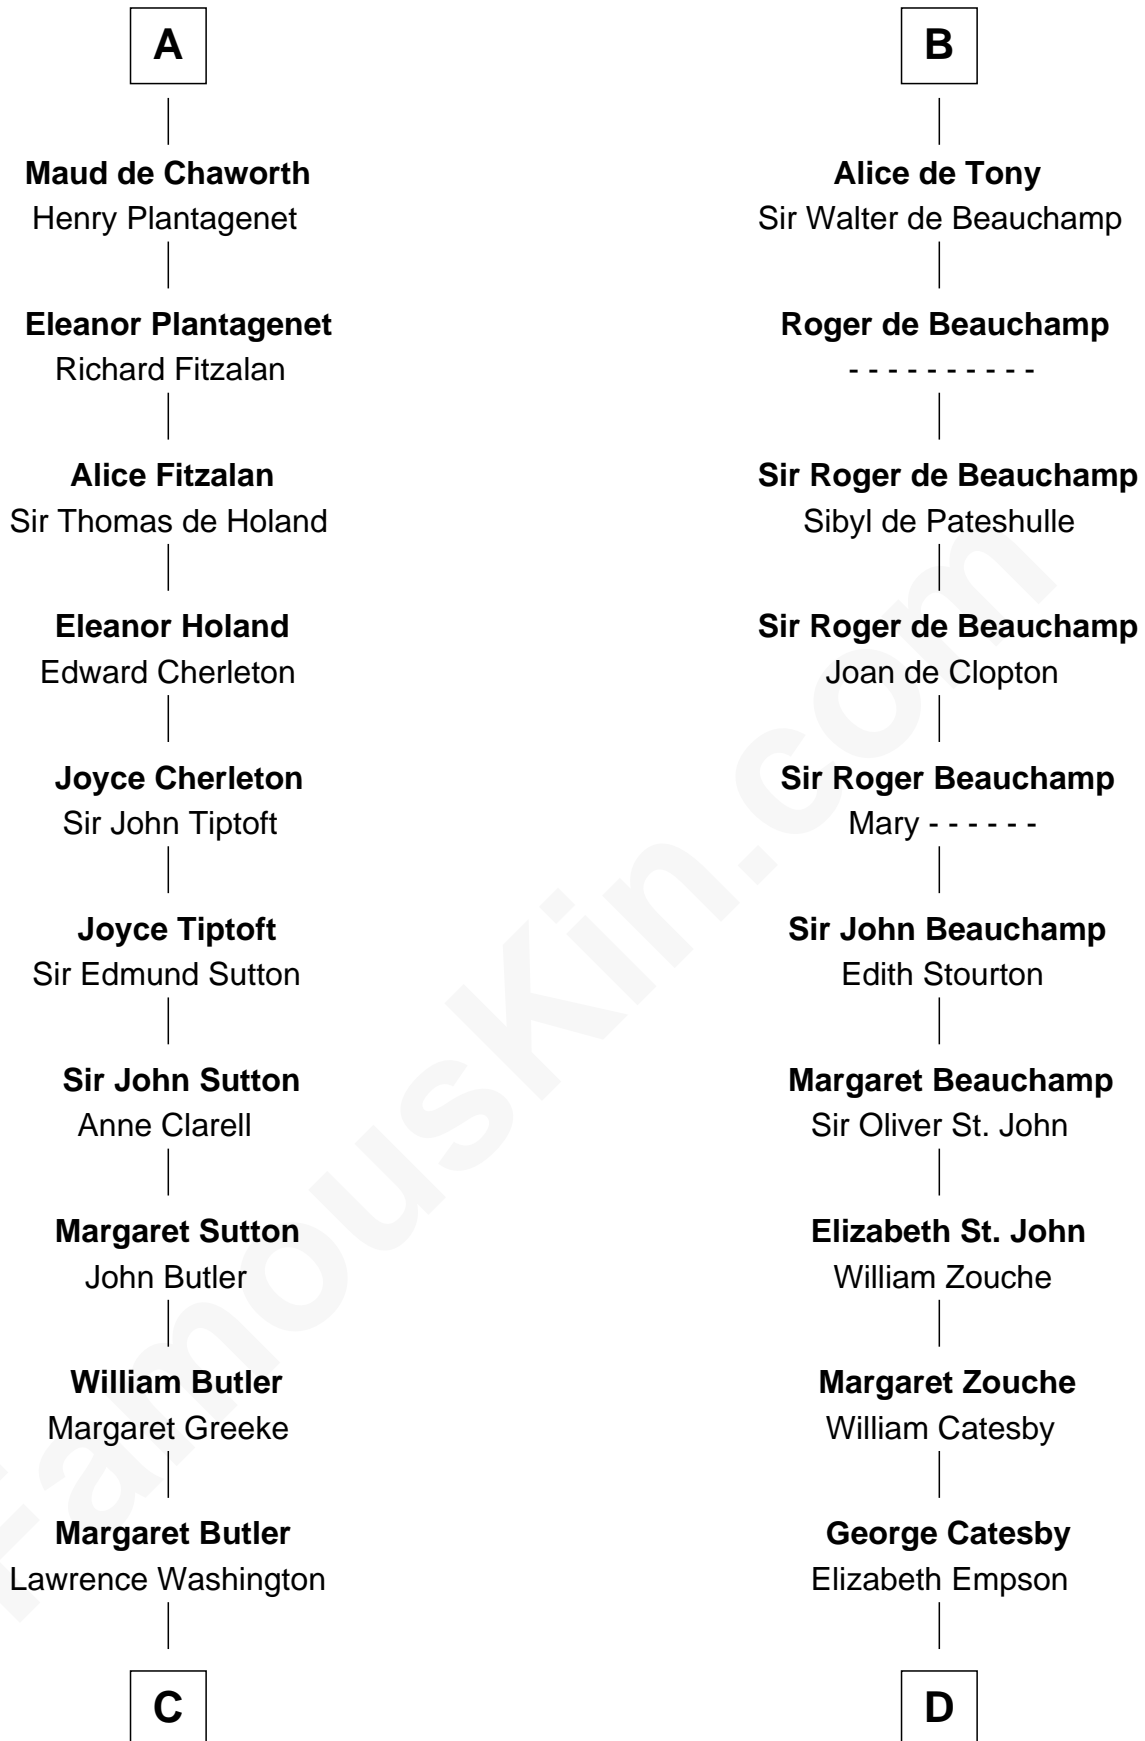 A
Maud de Chaworth
Henry Plantagenet
Eleanor Plantagenet
Richard Fitzalan
Alice Fitzalan
Sir Thomas de Holand
Eleanor Holand
Edward Cherleton
Joyce Cherleton
Sir John Tiptoft
Joyce Tiptoft
Sir Edmund Sutton
Sir John Sutton
Anne Clarell
Margaret Sutton
John Butler
William Butler
Margaret Greeke
Margaret Butler
Lawrence Washington
C
B
Alice de Tony
Sir Walter de Beauchamp
Roger de Beauchamp
- - - - - - - - - -
Sir Roger de Beauchamp
Sibyl de Pateshulle
Sir Roger de Beauchamp
Joan de Clopton
Sir Roger Beauchamp
Mary - - - - - -
Sir John Beauchamp
Edith Stourton
Margaret Beauchamp
Sir Oliver St. John
Elizabeth St. John
William Zouche
Margaret Zouche
William Catesby
George Catesby
Elizabeth Empson
D
FamousKin.com